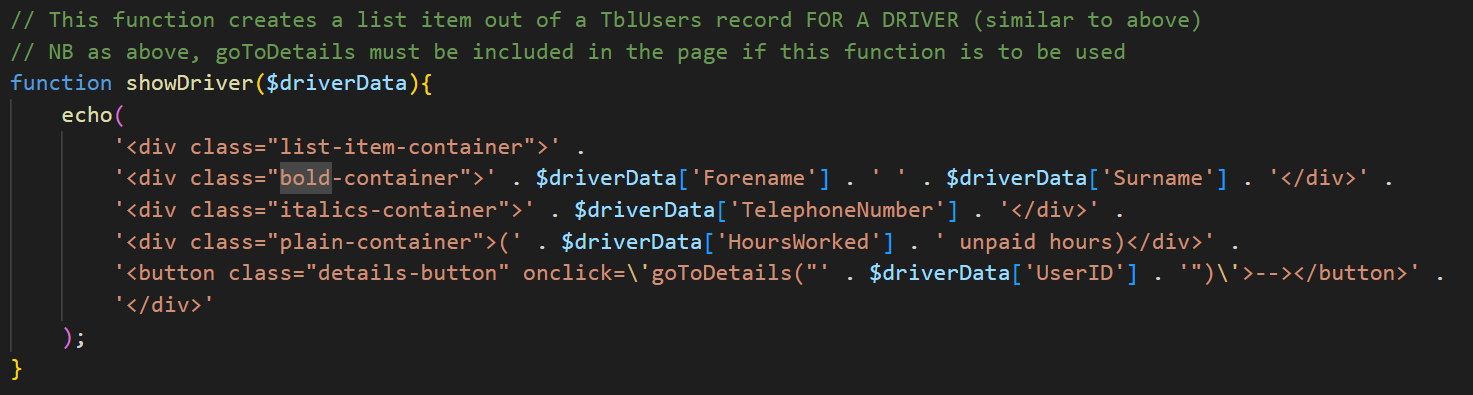 // This function creates a list item out of a TblUsers record FOR A DRIVER (similar to above)
// NB as above, goToDetails must be included in the page if this function is to be used
function showDriver($driverData){
    echo(
        '<div class="list-item-container">' .
        '<div class="bold-container">' . $driverData['Forename'] . ' ' . $driverData['Surname'] . '</div>' .
        '<div class="italics-container">' . $driverData['TelephoneNumber'] . '</div>' .
        '<div class="plain-container">(' . $driverData['HoursWorked'] . ' unpaid hours)</div>' .
        '<button class="details-button" onclick=\'goToDetails("' . $driverData['UserID'] . '")\'>--></button>' .
        '</div>'
    );
}